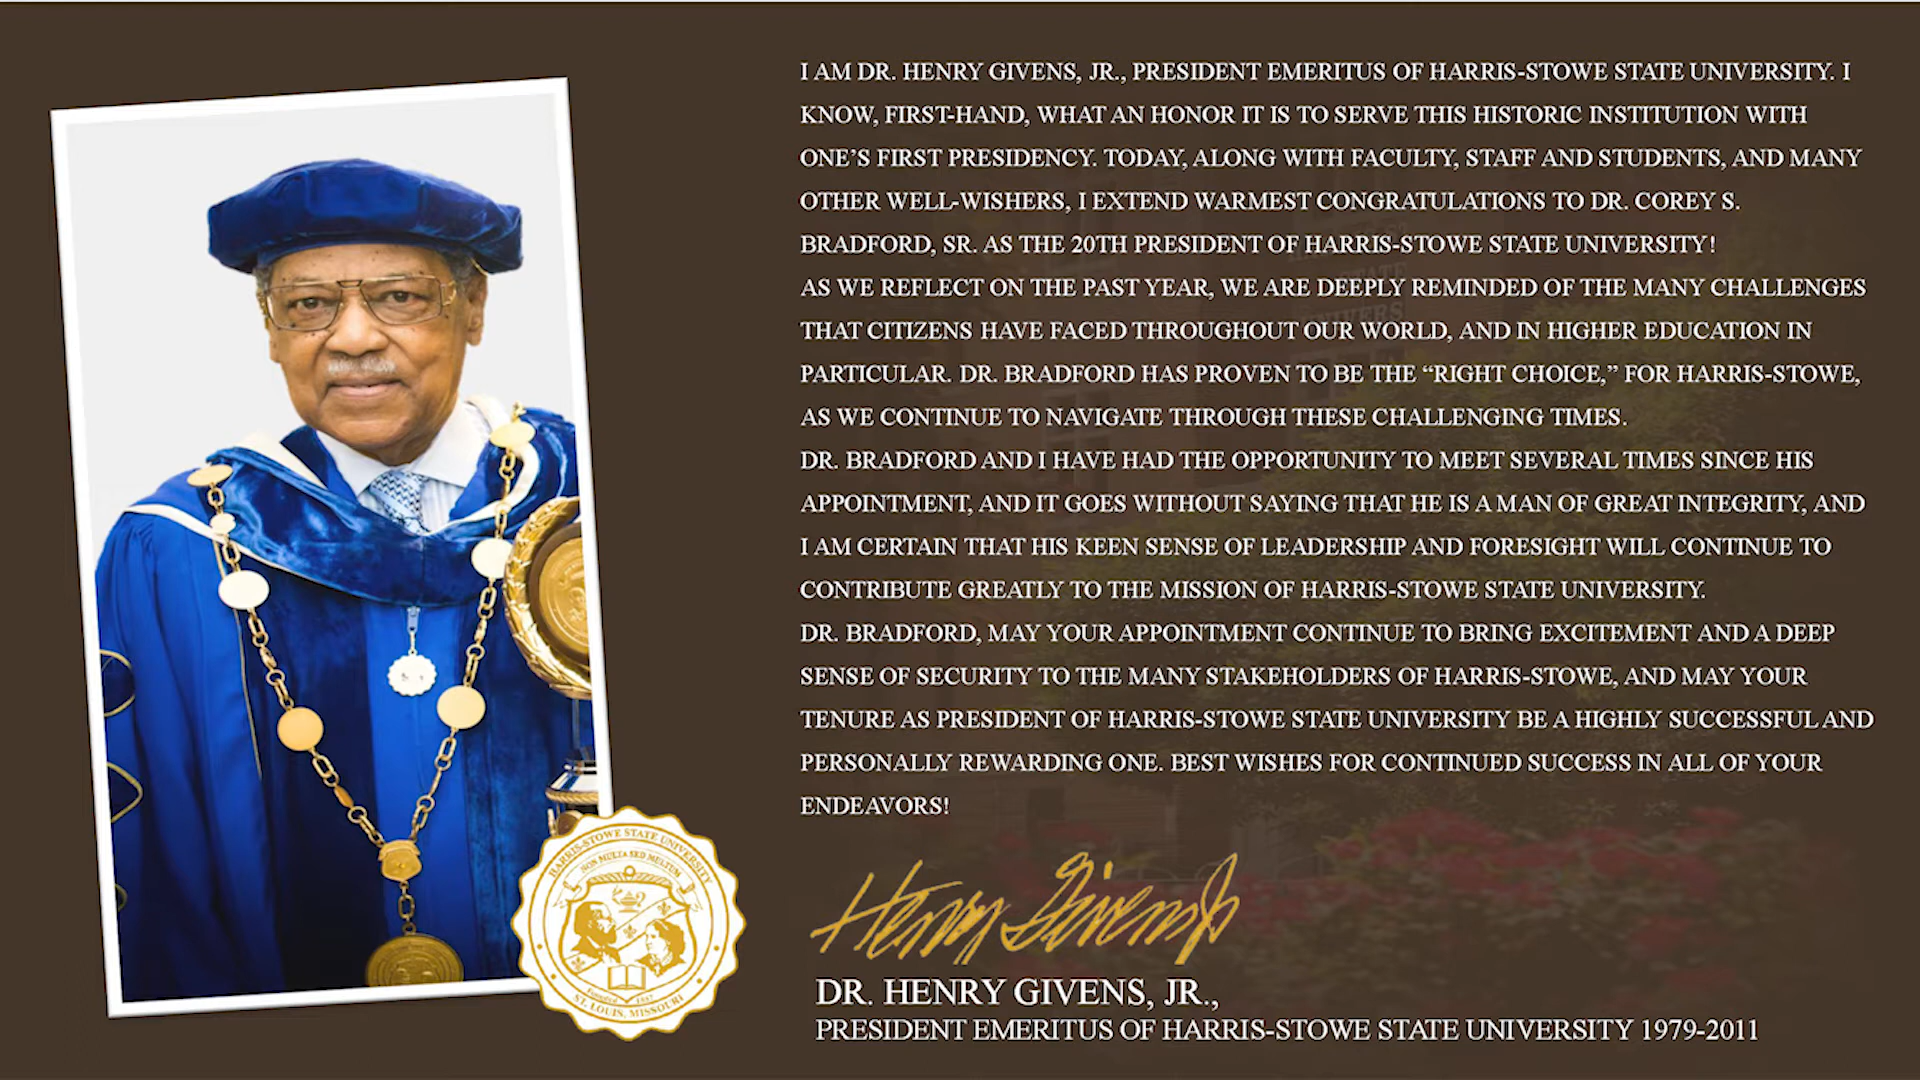 I AM DR. HENRY GIVENS, JR., PRESIDENT EMERITUS OF HARRIS-STOWE STATE UNIVERSITY. I
KNOW, FIRST-HAND, WHAT AN HONOR IT IS TO SERVE THIS HISTORIC INSTITUTION WITH
ONE’S FIRST PRESIDENCY. TODAY, ALONG WITH FACULTY, STAFF AND STUDENTS, AND MANY
OTHER WELL-WISHERS, I EXTEND WARMEST CONGRATULATIONS TO DR. COREY S.
BRADFORD, SR. AS THE 20TH PRESIDENT OF HARRIS-STOWE STATE UNIVERSITY!
AS WE REFLECT ON THE PAST YEAR, WE ARE DEEPLY REMINDED OF THE MANY CHALLENGES
THAT CITIZENS HAVE FACED THROUGHOUT OUR WORLD, AND IN HIGHER EDUCATION IN
PARTICULAR. DR. BRADFORD HAS PROVEN TO BE THE “RIGHT CHOICE,” FOR HARRIS-STOWE,
AS WE CONTINUE TO NAVIGATE THROUGH THESE CHALLENGING TIMES.
DR. BRADFORD AND I HAVE HAD THE OPPORTUNITY TO MEET SEVERAL TIMES SINCE HIS
APPOINTMENT, AND IT GOES WITHOUT SAYING THAT HE IS A MAN OF GREAT INTEGRITY, AND
I AM CERTAIN THAT HIS KEEN SENSE OF LEADERSHIP AND FORESIGHT WILL CONTINUE TO
CONTRIBUTE GREATLY TO THE MISSION OF HARRIS-STOWE STATE UNIVERSITY.
DR. BRADFORD, MAY YOUR APPOINTMENT CONTINUE TO BRING EXCITEMENT AND A DEEP
SENSE OF SECURITY TO THE MANY STAKEHOLDERS OF HARRIS-STOWE, AND MAY YOUR
TENURE AS PRESIDENT OF HARRIS-STOWE STATE UNIVERSITY BE A HIGHLY SUCCESSFUL AND
PERSONALLY REWARDING ONE. BEST WISHES FOR CONTINUED SUCCESS IN ALL OF YOUR
ENDEAVORS!
Henry Givens Jr
DR. HENRY GIVENS, JR.,
PRESIDENT EMERITUS OF HARRIS-STOWE STATE UNIVERSITY 1979-2011
HARRIS-STOWE STATE UNIVERSITY
NON MULTA SED MULTUM
Founded 1857
ST. LOUIS, MISSOURI